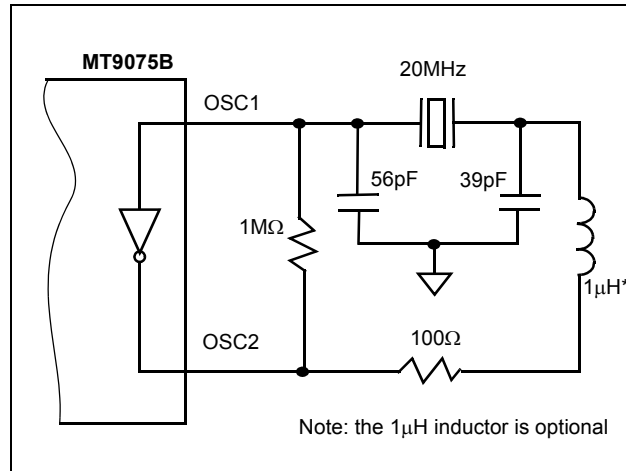 MT9075B
20MHz
OSC1
56pF
39pF
1MΩ
1µH*
OSC2
100Ω
Note: the 1µH inductor is optional